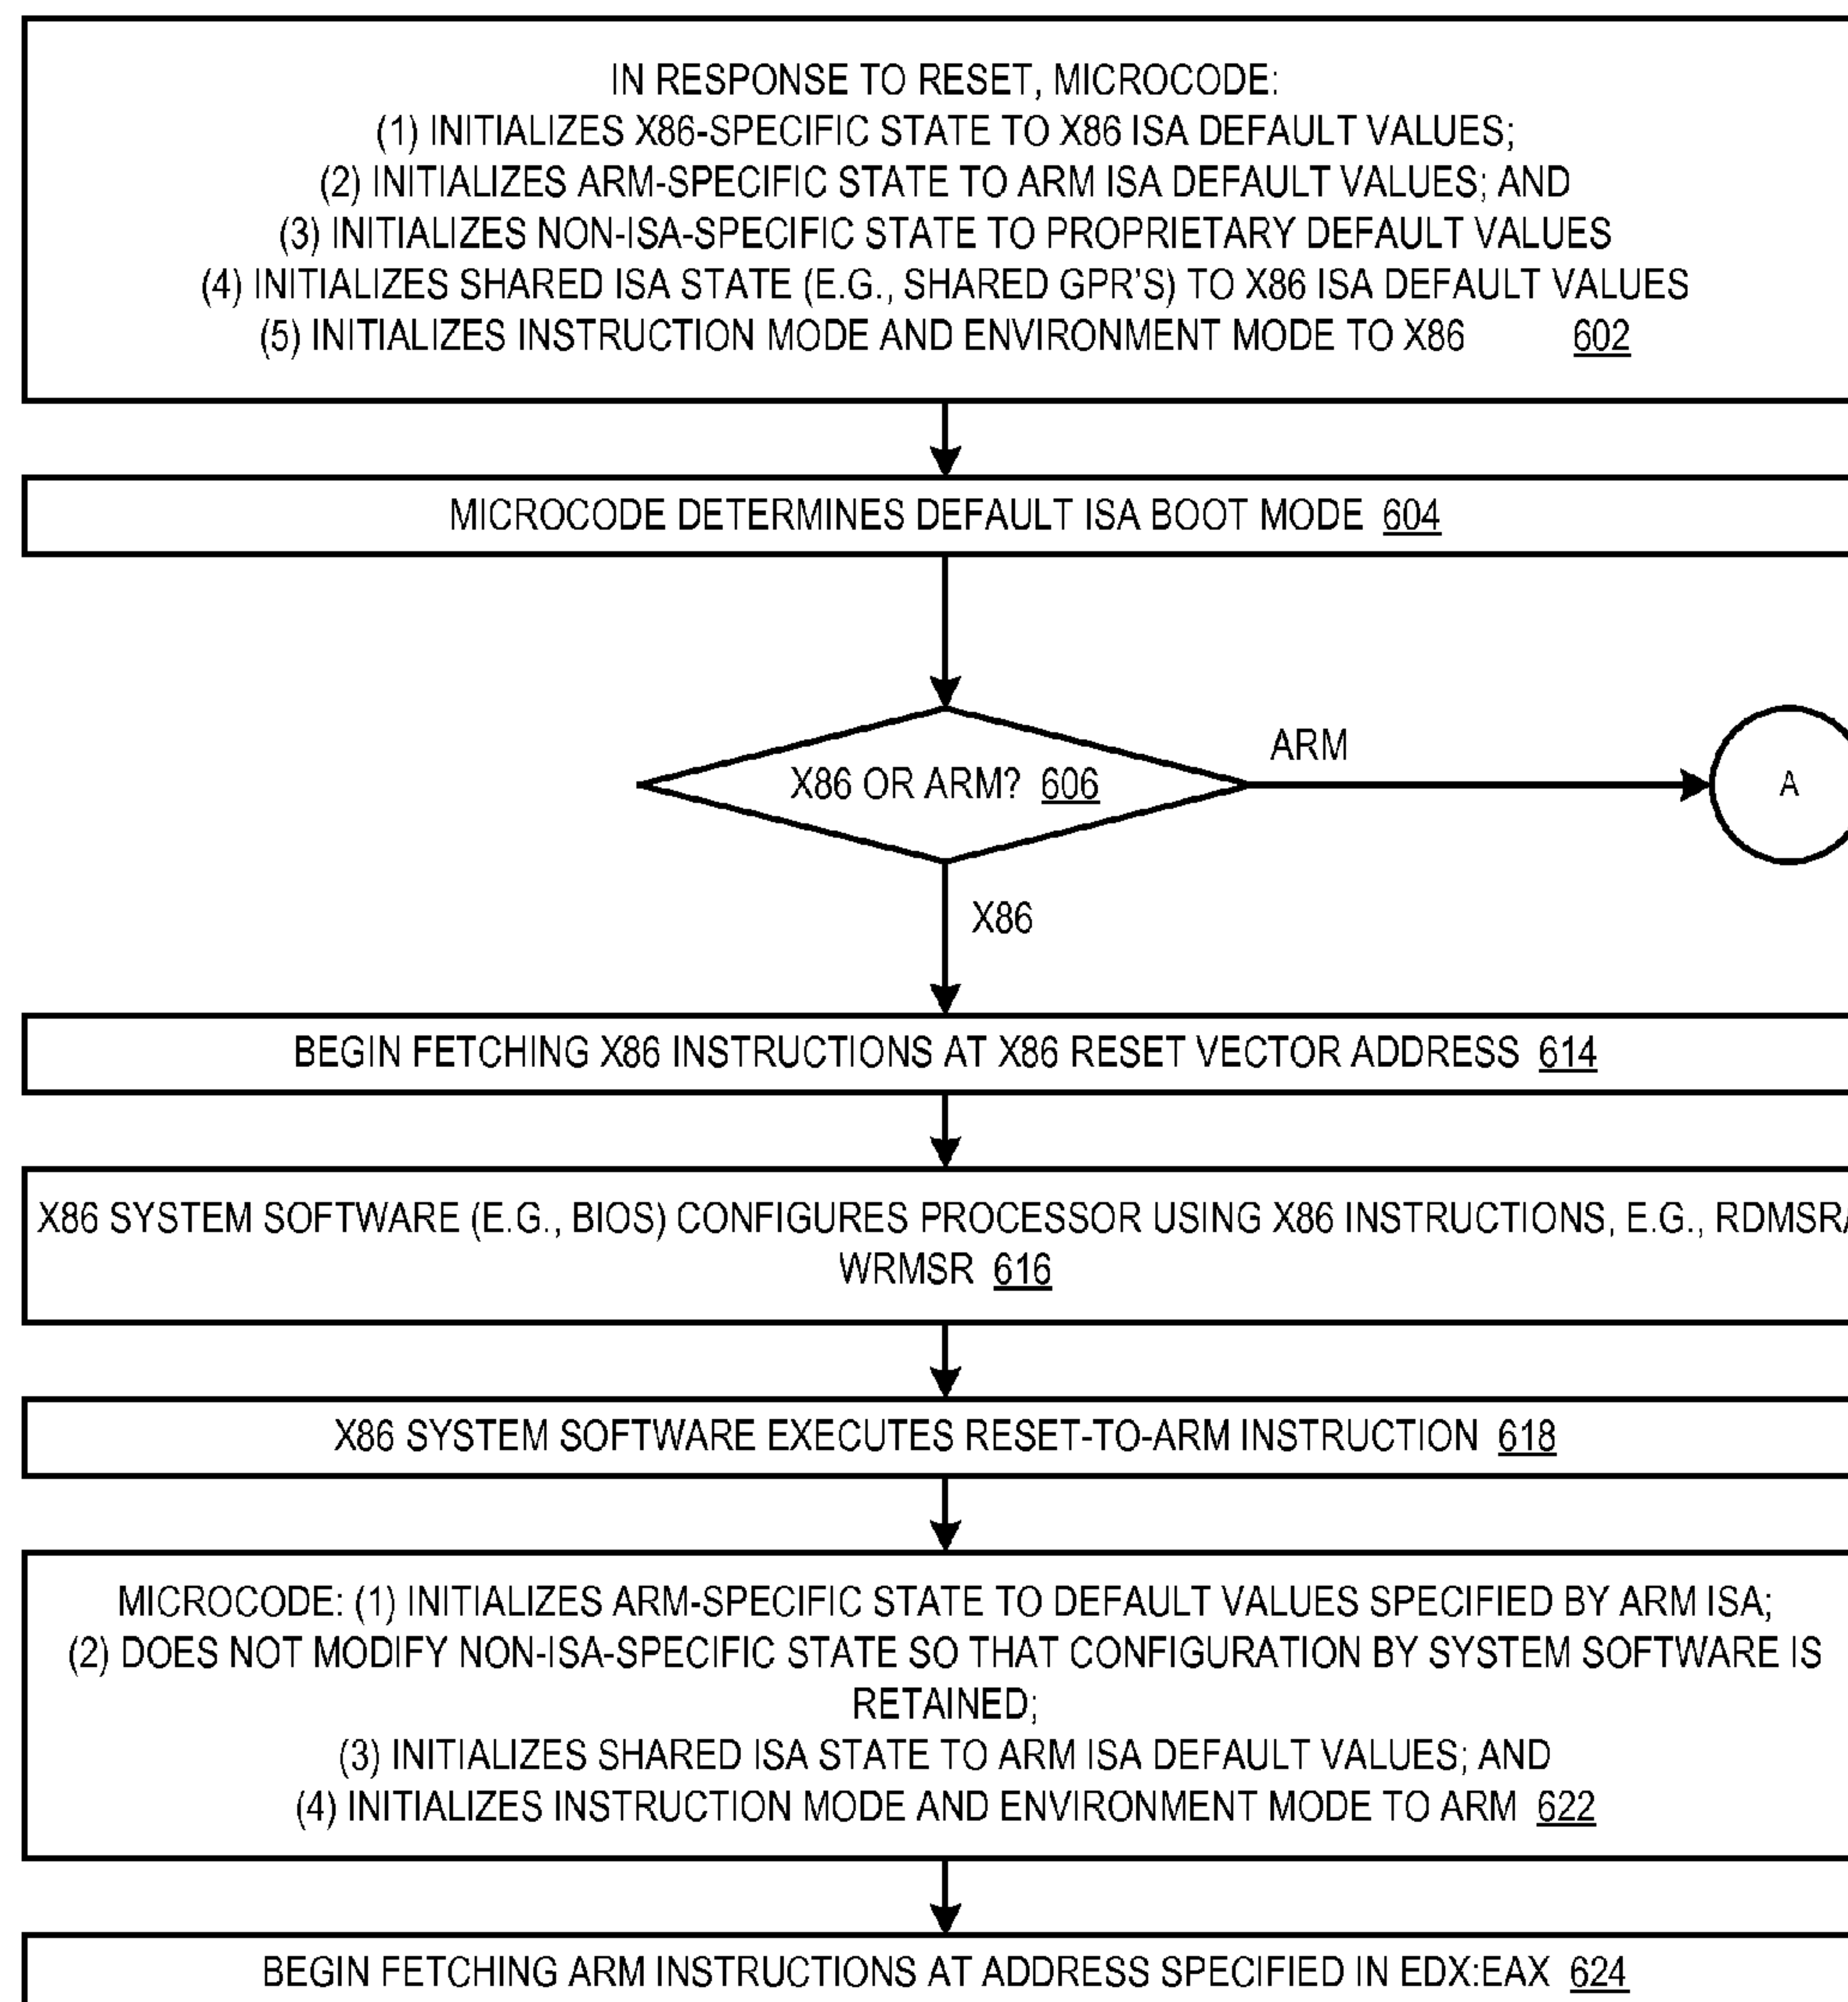 IN RESPONSE TO RESET, MICROCODE:
(1) INITIALIZES X86-SPECIFIC STATE TO X86 ISA DEFAULT VALUES;
(2) INITIALIZES ARM-SPECIFIC STATE TO ARM ISA DEFAULT VALUES; AND
(3) INITIALIZES NON-ISA-SPECIFIC STATE TO PROPRIETARY DEFAULT VALUES
(4) INITIALIZES SHARED ISA STATE (E.G., SHARED GPR'S) TO X86 ISA DEFAULT VALUES
(5) INITIALIZES INSTRUCTION MODE AND ENVIRONMENT MODE TO X86 602
MICROCODE DETERMINES DEFAULT ISA BOOT MODE 604
ARM
X86 OR ARM? 606
A
X86
BEGIN FETCHING X86 INSTRUCTIONS AT X86 RESET VECTOR ADDRESS 614
X86 SYSTEM SOFTWARE (E.G., BIOS) CONFIGURES PROCESSOR USING X86 INSTRUCTIONS, E.G., RDMSR/
WRMSR 616
X86 SYSTEM SOFTWARE EXECUTES RESET-TO-ARM INSTRUCTION 618
MICROCODE: (1) INITIALIZES ARM-SPECIFIC STATE TO DEFAULT VALUES SPECIFIED BY ARM ISA;
(2) DOES NOT MODIFY NON-ISA-SPECIFIC STATE SO THAT CONFIGURATION BY SYSTEM SOFTWARE IS
RETAINED;
(3) INITIALIZES SHARED ISA STATE TO ARM ISA DEFAULT VALUES; AND
(4) INITIALIZES INSTRUCTION MODE AND ENVIRONMENT MODE TO ARM 622
BEGIN FETCHING ARM INSTRUCTIONS AT ADDRESS SPECIFIED IN EDX:EAX 624